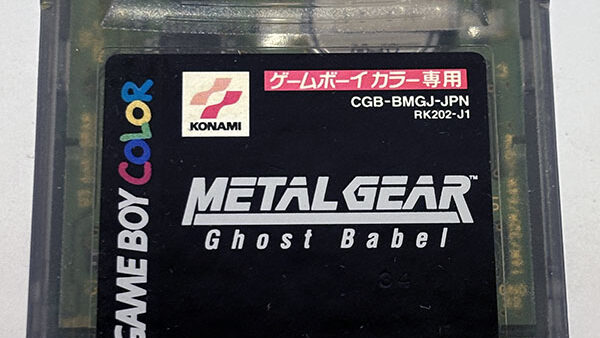 GAME BOY COLOR
KONAMI
ゲームボーイカラー専用
CGB-BMGJ-JPN
RK202-J1
METAL GEAR™
Ghost Babel
34